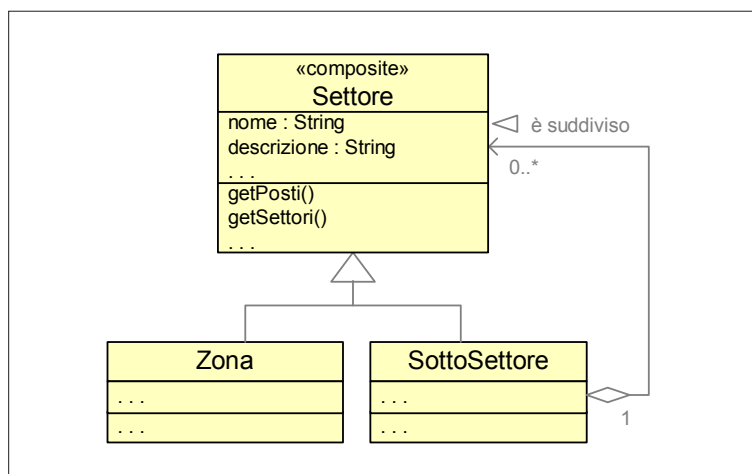 «composite»
Settore
nome : String
descrizione : String
. . .
getPosti()
getSettori()
. . .
è suddiviso
0..*
Zona
. . .
. . .
SottoSettore
. . .
. . .
1